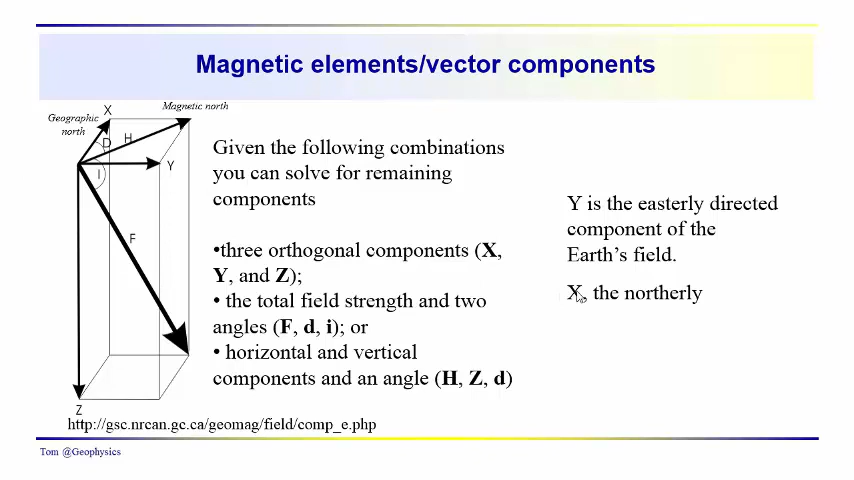 Magnetic elements/vector components
X
Magnetic north
Geographic
north
D
H
Y
I
F
Z
Given the following combinations
you can solve for remaining
components
•three orthogonal components (X,
Y, and Z);
• the total field strength and two
angles (F, d, i); or
• horizontal and vertical
components and an angle (H, Z, d)
Y is the easterly directed
component of the
Earth's field.
X, the northerly
http://gsc.nrcan.gc.ca/geomag/field/comp_e.php
Tom @Geophysics